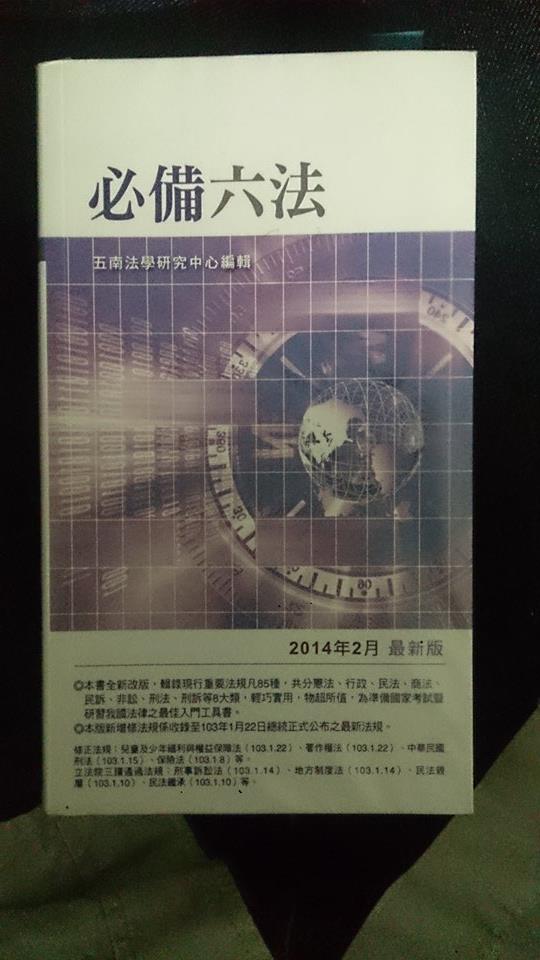 必備六法
五南法學研究中心編輯
2014年2月 最新版
◎本書全新改版，輯錄現行重要法規凡85種，共分憲法、行政、民法、商法、
民訴、非訟、刑法、刑訴等8大類，輕巧實用，物超所值，為準備國家考試暨
研習我國法律之最佳入門工具書。
◎本版新增修法規係收錄至103年1月22日總統正式公布之最新法規。
修正法規：兒童及少年福利與權益保障法（103.1.22）、著作權法（103.1.22）、中華民國
刑法（103.1.15）、保險法（103.1.8）等。
立法院三讀通過法規：刑事訴訟法（103.1.14）、地方制度法（103.1.14）、民法親
屬（103.1.10）、民法繼承（103.1.10）等。